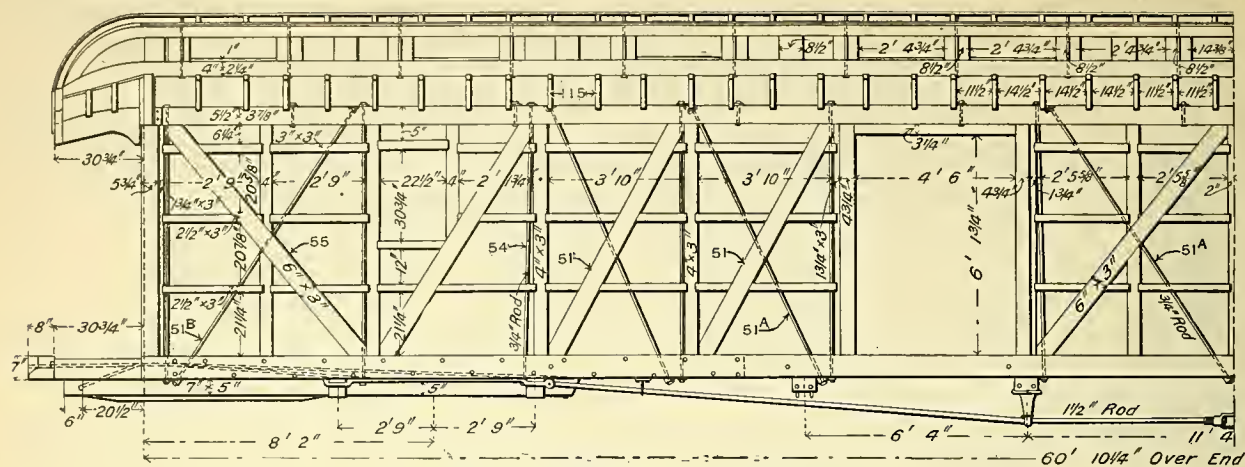 1"
4" 2¼"
8½" 2' 4¾" 2' 4¾" 2' 4¾" 14⅜"
8½" 8½" 8½"
15 11½" 14½" 14½" 14½" 11½" 11½"
5½" × 3⅞"
6¼" 3" × 3" 5" 3¼"
30¾"
5¾" 2' 9" 4" 2' 9" 22½" 4" 2' 1¾" 3' 10" 3' 10" 4¾" 4' 6" 4¾" 1¾" 2' 5⅝" 2' 5⅝" 2"
20⅜"
1¾" × 3"
2½" × 3"
20⅞" 55 30¾" 54 4" × 3" 51 4 × 3" 51 1¾" × 3" 6' 1¾" 51A
6" × 3" 12" 6" × 3"
2½" × 3"
21¼" 21¼" ¾" Rod 51A ¾" Rod
51B
8" 30¾"
7"
7" 5" 5"
6" 20½" 1½" Rod
2' 9" 2' 9"
8' 2" 6' 4" 11' 4
60' 10¼" Over End